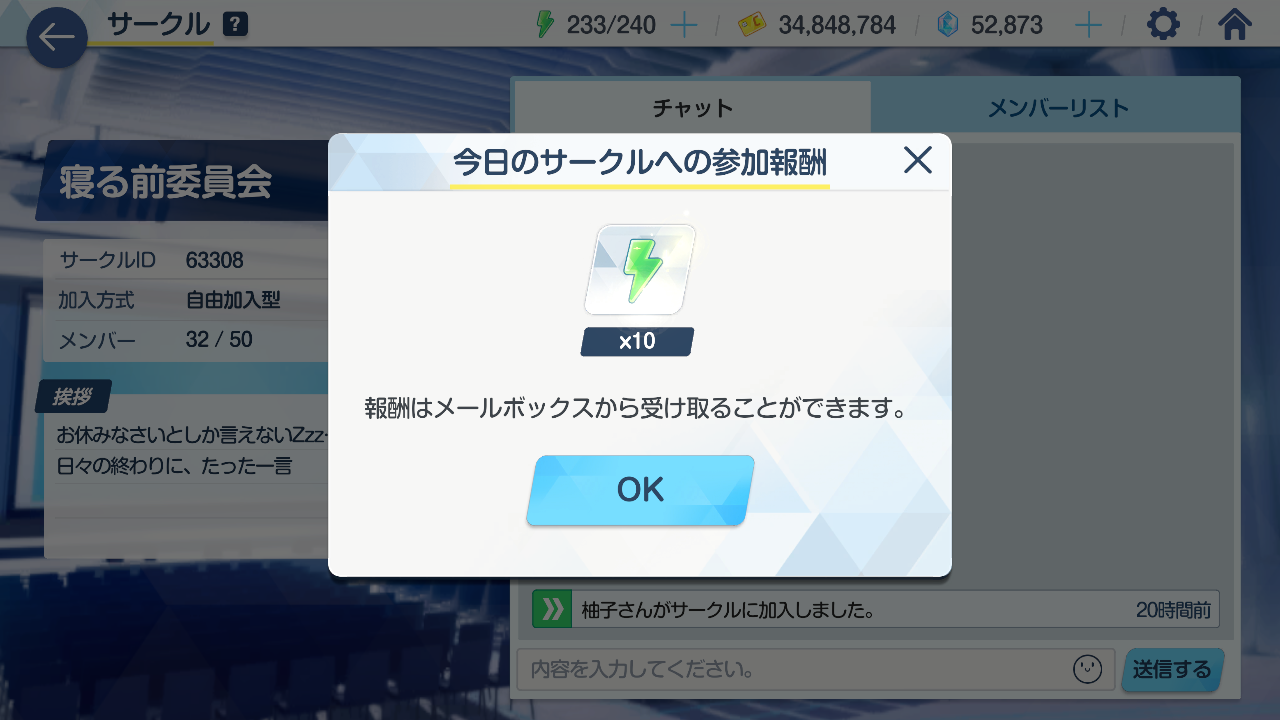 サークル ?
233/240
34,848,784
52,873
チャット
メンバーリスト
寝る前委員会
サークルID 63308
加入方式 自由加入型
メンバー 32 / 50
挨拶
お休みなさいとしか言えないZzz
日々の終わりに、たった一言
今日のサークルへの参加報酬
x10
報酬はメールボックスから受け取ることができます。
OK
柚子さんがサークルに加入しました。 20時間前
内容を入力してください。
送信する